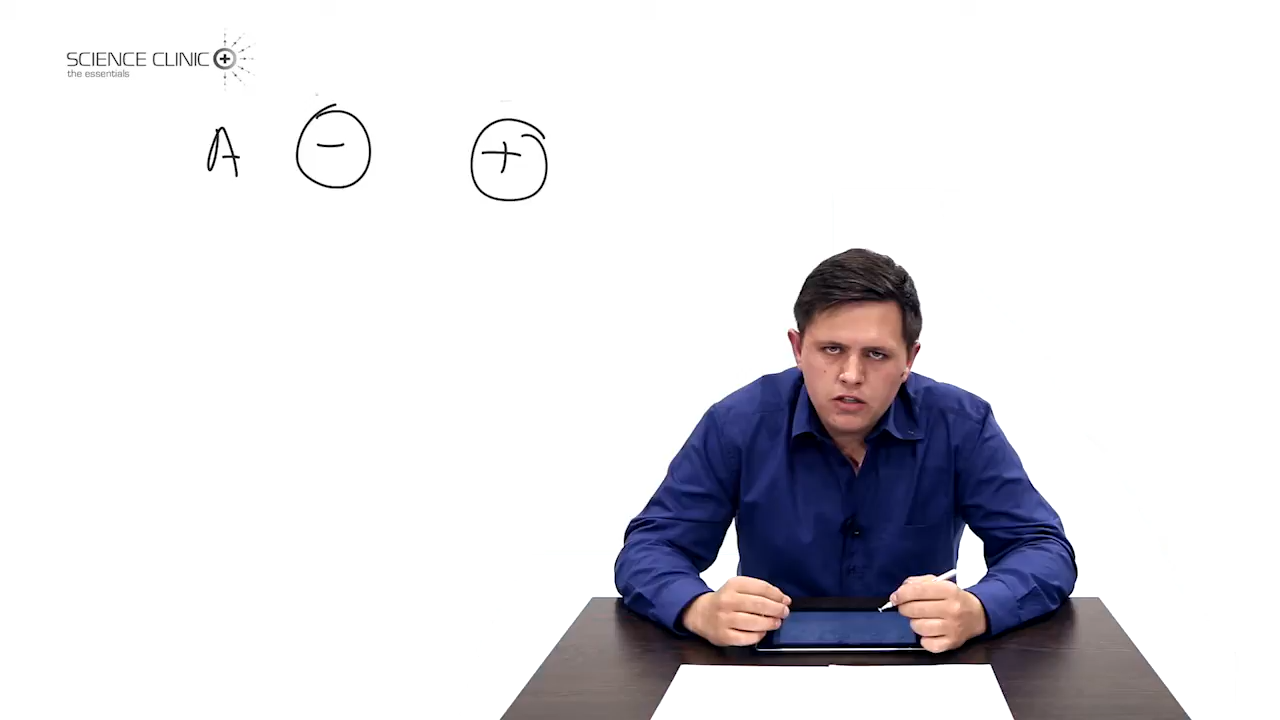 SCIENCE CLINIC
the essentials
A - +